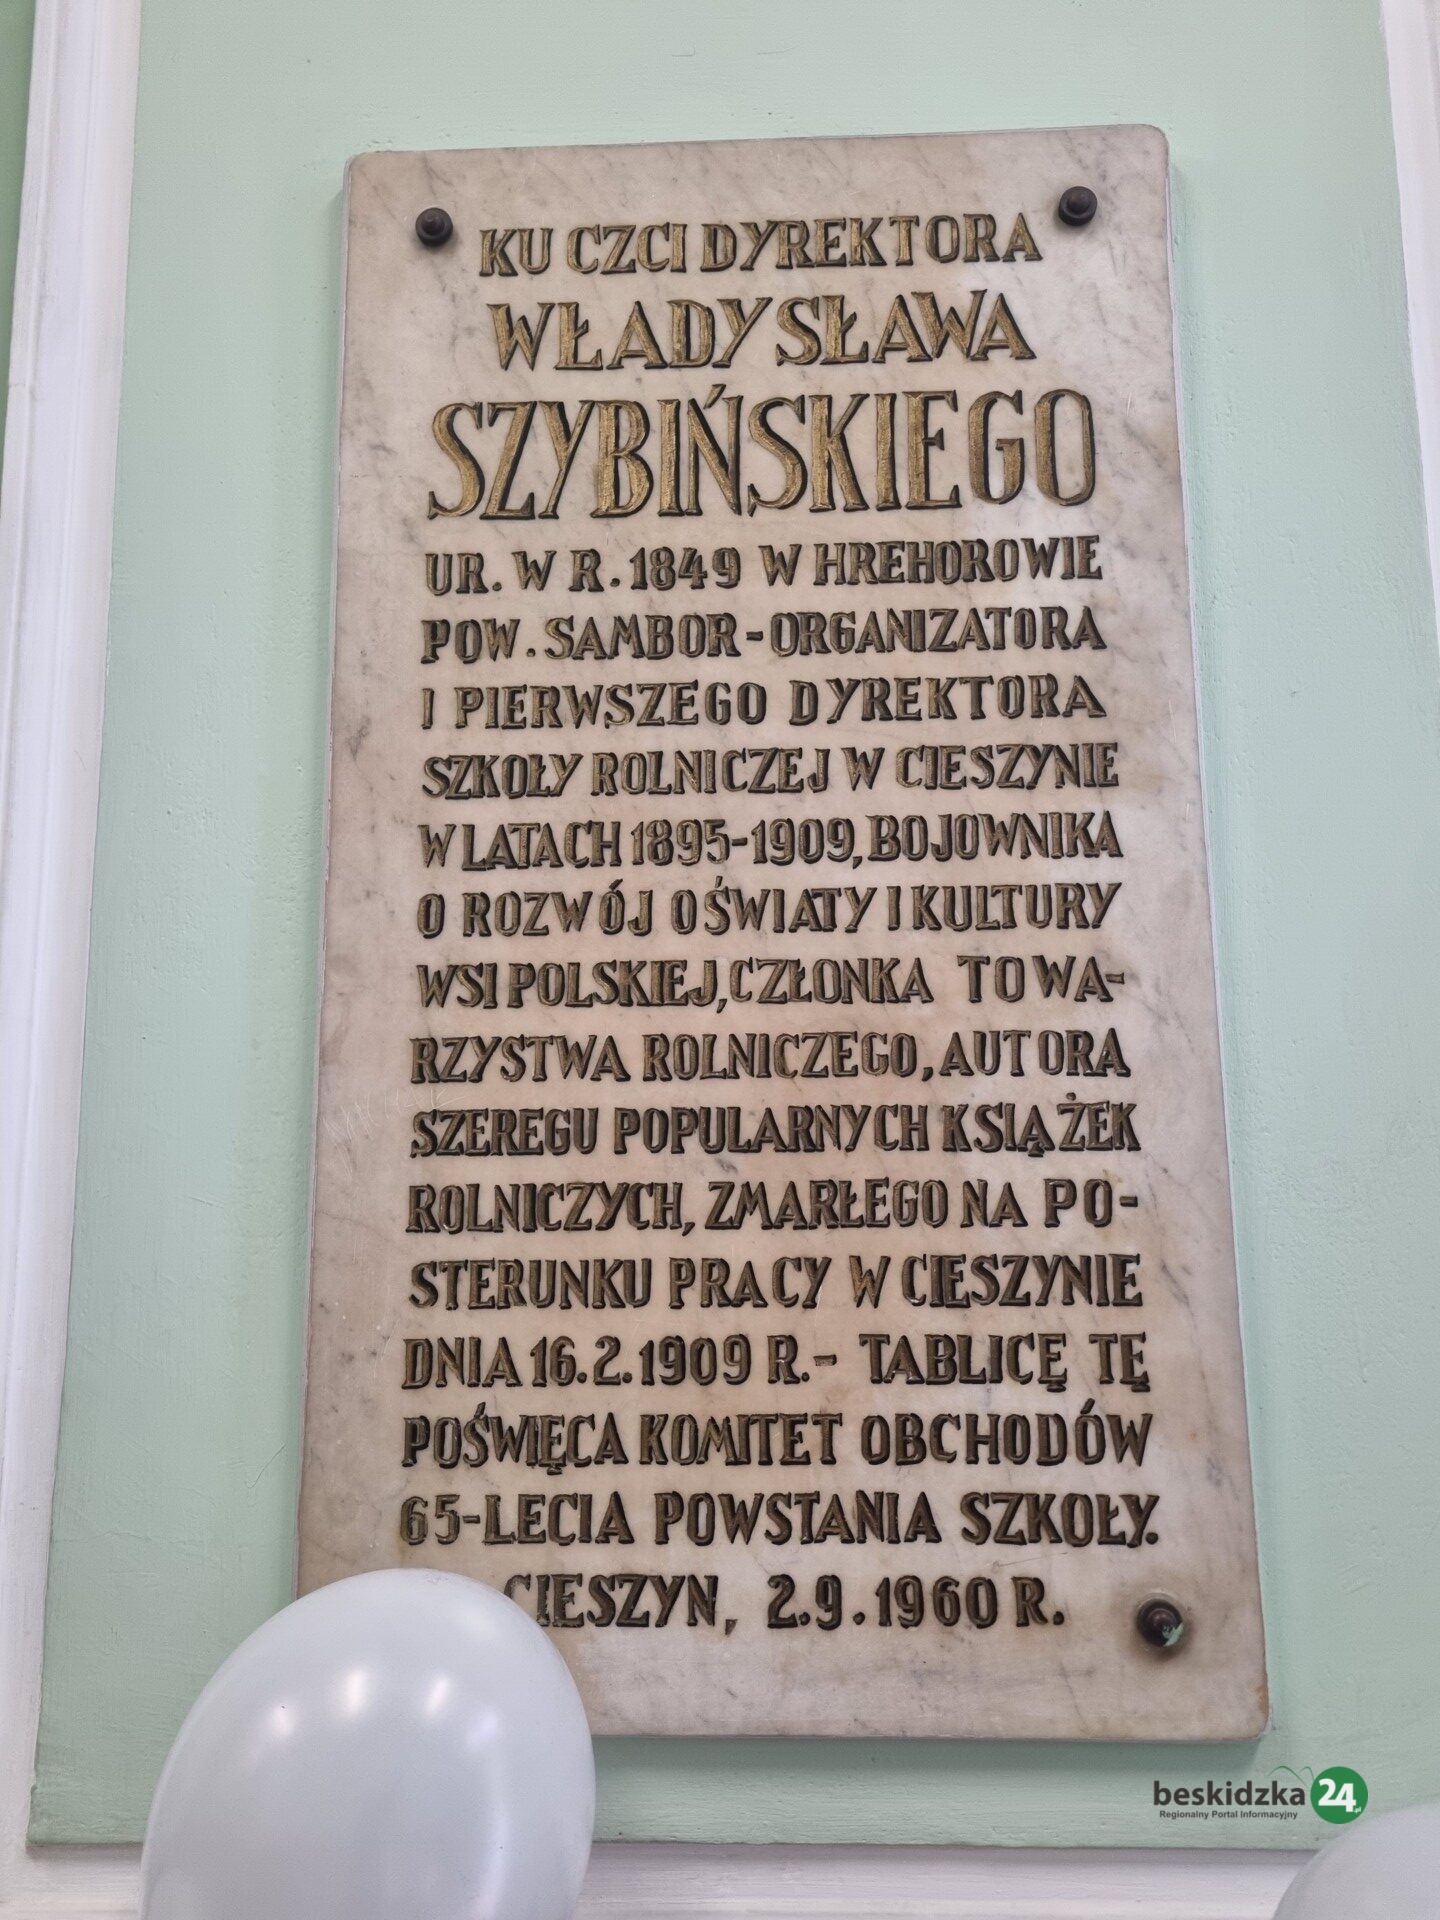 KU CZCI DYREKTORA
WŁADYSŁAWA
SZYBIŃSKIEGO
UR. W R. 1849 W HREHOROWIE
POW. SAMBOR-ORGANIZATORA
I PIERWSZEGO DYREKTORA
SZKOŁY ROLNICZEJ W CIESZYNIE
W LATACH 1895-1909, BOJOWNIKA
O ROZWÓJ OŚWIATY I KULTURY
WSI POLSKIEJ, CZŁONKA TOWA-
RZYSTWA ROLNICZEGO, AUTORA
SZEREGU POPULARNYCH KSIĄŻEK
ROLNICZYCH, ZMARŁEGO NA PO-
STERUNKU PRACY W CIESZYNIE
DNIA 16.2.1909 R.- TABLICĘ TĘ
POŚWIĘCA KOMITET OBCHODÓW
65-LECIA POWSTANIA SZKOŁY.
CIESZYN, 2.9.1960 R.
beskidzka24.pl
Regionalny Portal Informacyjny